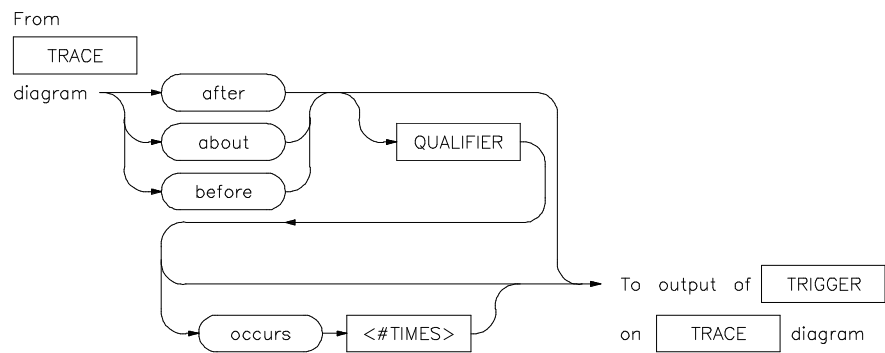 From
TRACE
diagram
after
about
before
QUALIFIER
occurs
<#TIMES>
To output of TRIGGER
on TRACE diagram